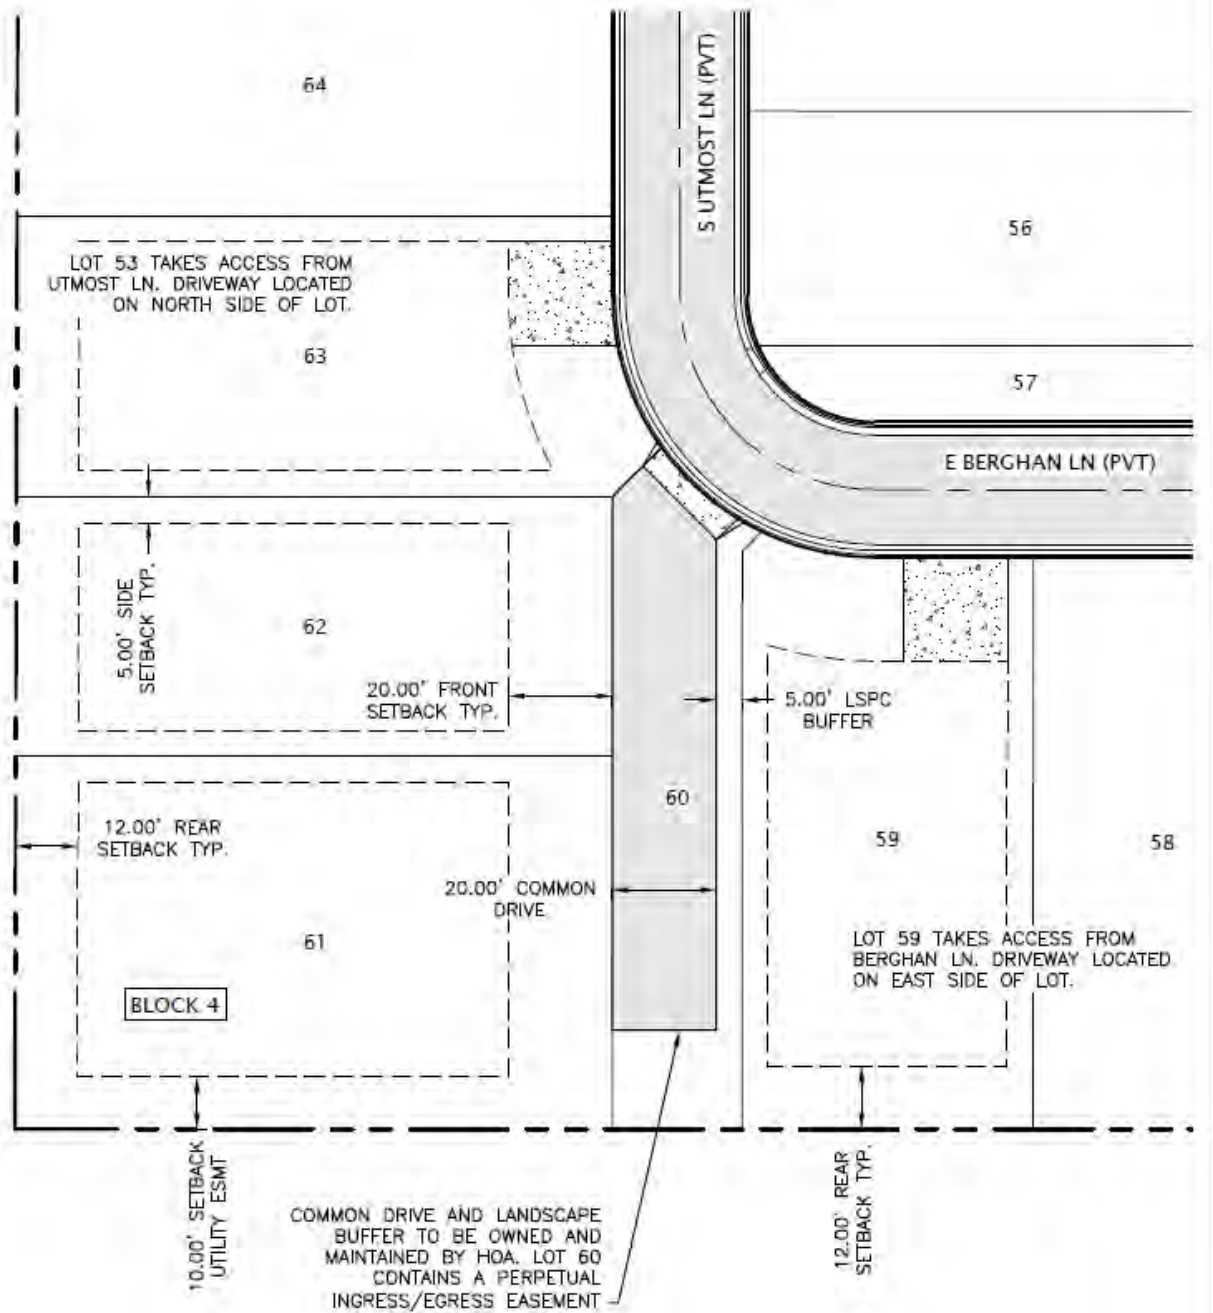 64
S UTMOST LN (PVT)
56
LOT 53 TAKES ACCESS FROM
UTMOST LN. DRIVEWAY LOCATED
ON NORTH SIDE OF LOT.
63
57
E BERGHAN LN (PVT)
5.00' SIDE
SETBACK TYP.
62
20.00' FRONT
SETBACK TYP.
5.00' LSPC
BUFFER
60
12.00' REAR
SETBACK TYP.
59
58
20.00' COMMON
DRIVE
61
LOT 59 TAKES ACCESS FROM
BERGHAN LN. DRIVEWAY LOCATED
ON EAST SIDE OF LOT.
BLOCK 4
10.00' SETBACK
UTILITY ESMT
COMMON DRIVE AND LANDSCAPE
BUFFER TO BE OWNED AND
MAINTAINED BY HOA. LOT 60
CONTAINS A PERPETUAL
INGRESS/EGRESS EASEMENT
12.00' REAR
SETBACK TYP.